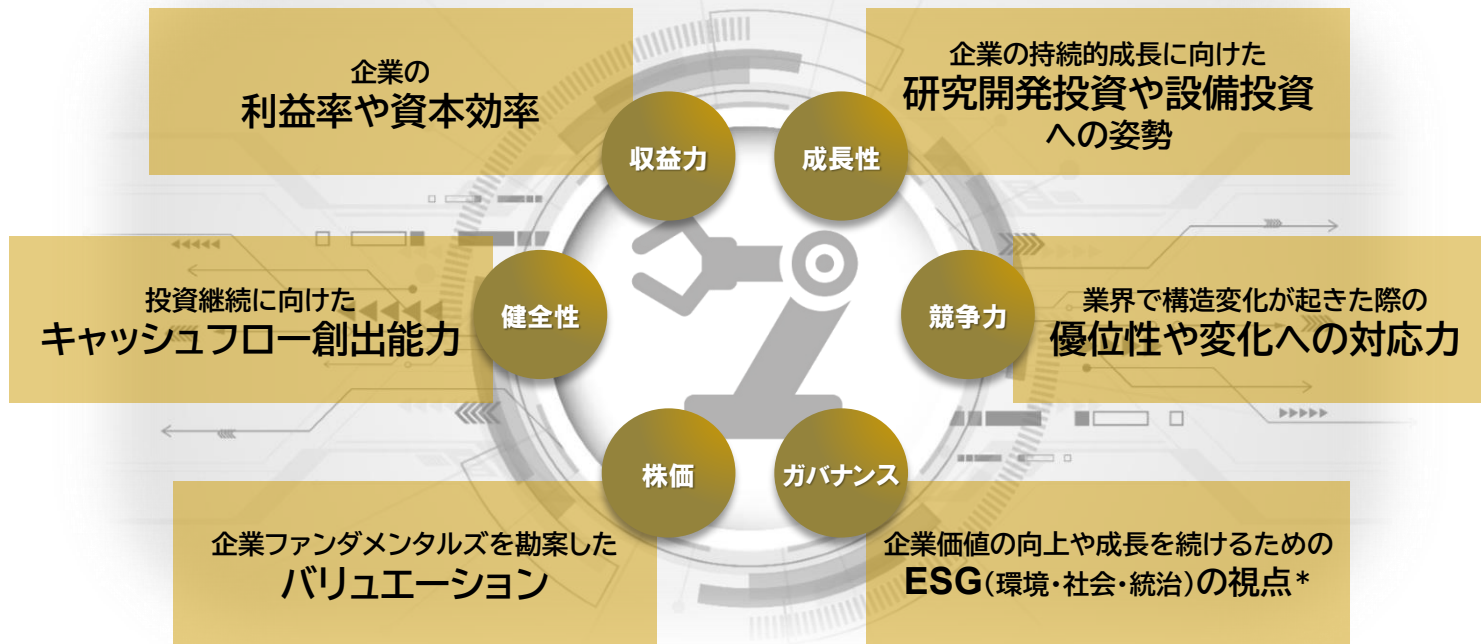 企業の
利益率や資本効率
収益力
企業の持続的成長に向けた
研究開発投資や設備投資
への姿勢
成長性
投資継続に向けた
キャッシュフロー創出能力
健全性
業界で構造変化が起きた際の
優位性や変化への対応力
競争力
企業ファンダメンタルズを勘案した
バリュエーション
株価
企業価値の向上や成長を続けるための
ESG(環境・社会・統治)の視点*
ガバナンス